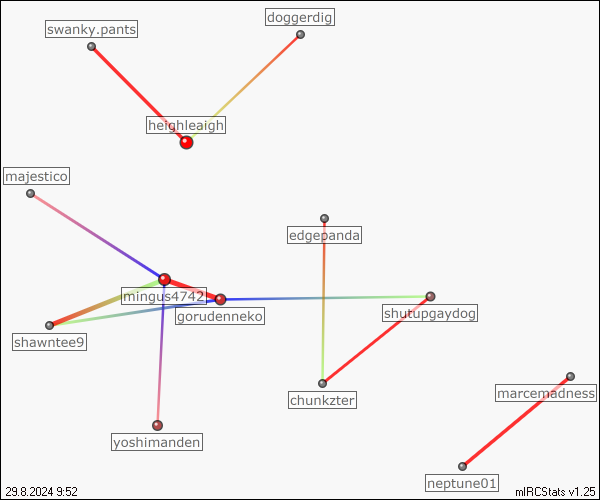 doggerdig
swanky.pants
heighleaigh
majestico
edgepanda
mingus4742
gorudenneko
shutupgaydog
shawntee9
marcemadness
chunkzter
yoshimanden
neptune01
29.8.2024 9:52
mIRCStats v1.25